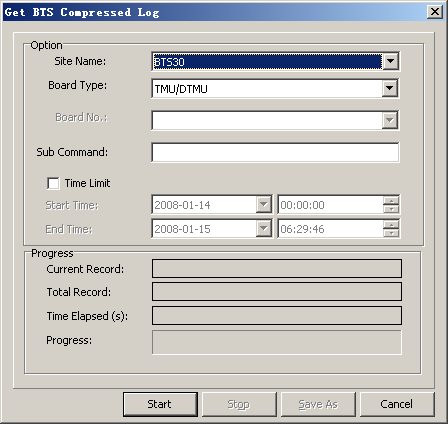 Get BTS Compressed Log
Option
Site Name: BTS30
Board Type: TMU/DTMU
Board No.:
Sub Command:
Time Limit
Start Time: 2008-01-14 00:00:00
End Time: 2008-01-15 06:29:46
Progress
Current Record:
Total Record:
Time Elapsed (s):
Progress:
Start Stop Save As Cancel